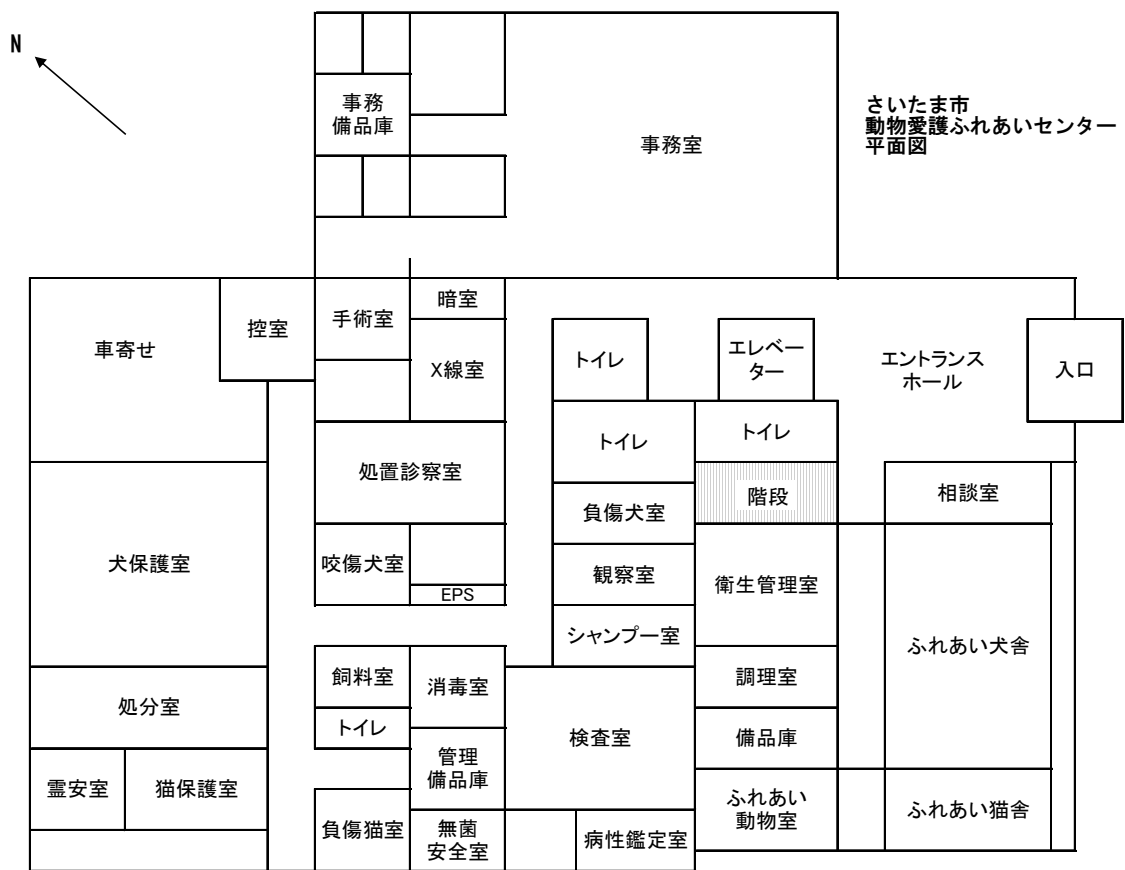 N
さいたま市
動物愛護ふれあいセンター
平面図
事務
備品庫
事務室
車寄せ
控室
手術室
暗室
X線室
トイレ
エレベー
ター
エントランス
ホール
入口
トイレ
トイレ
処置診察室
階段
相談室
犬保護室
咬傷犬室
EPS
負傷犬室
観察室
シャンプー室
衛生管理室
ふれあい犬舎
飼料室
消毒室
調理室
処分室
トイレ
検査室
備品庫
管理
備品庫
霊安室
猫保護室
負傷猫室
無菌
安全室
病性鑑定室
ふれあい
動物室
ふれあい猫舎